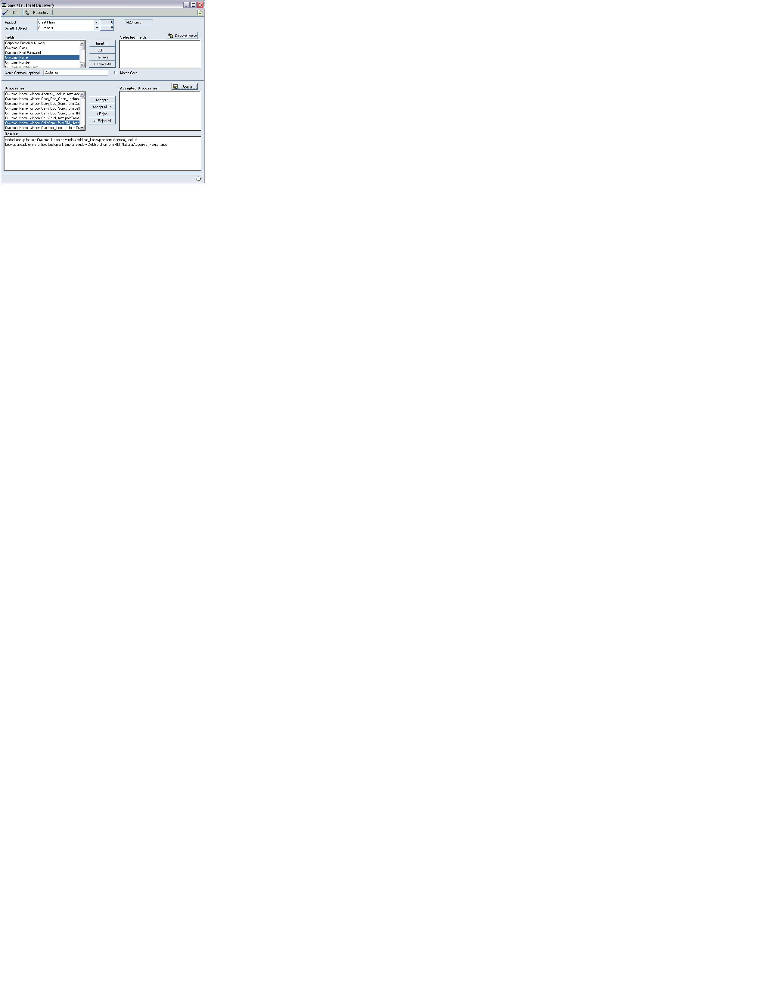 SmartFill Field Discovery
OK Repository
Product Great Plains 0 1420 forms
SmartFill Object Customers 5
Discover Fields
Fields: Selected Fields:
Corporate Customer Number
Customer Class
Customer Hold Password
Customer Name
Customer Number
Customer Number From
Insert >>
All >>
Remove
Remove All
Name Contains (optional) Customer Match Case
Commit
Discoveries: Accepted Discoveries:
Customer Name: window Address_Lookup, form Add
Customer Name: window Cash_Doc_Open_Lookup,
Customer Name: window Cash_Doc_Scroll, form Cas
Customer Name: window Cash_Doc_Scroll, form pall
Customer Name: window Cash_Doc_Scroll, form RM
Customer Name: window CashScroll, form palbTrans
Customer Name: window ChildScroll, form RM_Natio
Customer Name: window Customer_Lookup, form Cu
Accept >
Accept All >>
< Reject
<< Reject All
Results:
Added lookup for field Customer Name on window Address_Lookup on form Address_Lookup
Lookup already exists for field Customer Name on window ChildScroll on form RM_NationalAccounts_Maintenance